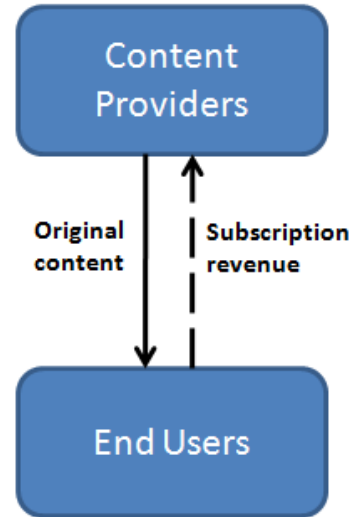 Content
Providers
Original
content
Subscription
revenue
End Users